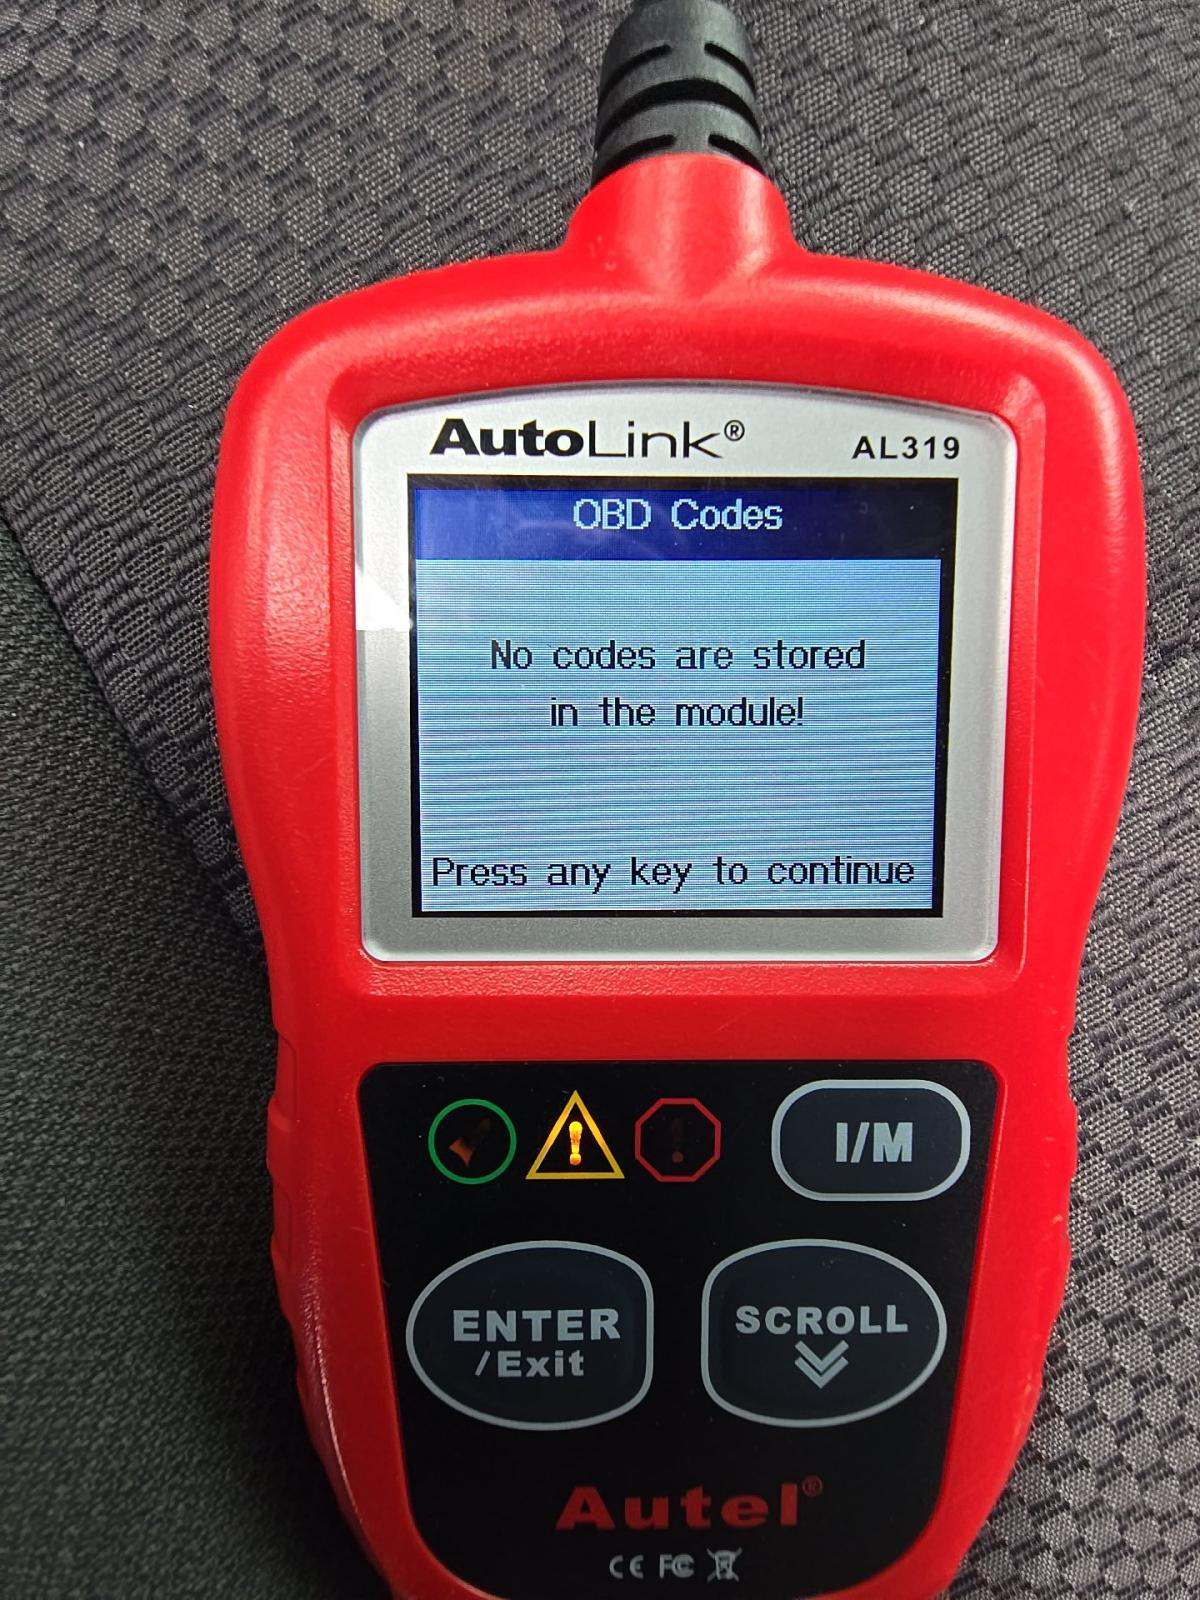 AutoLink® AL319
OBD Codes
No codes are stored
in the module!
Press any key to continue
I/M
ENTER
/Exit
SCROLL
Autel®
CE FC